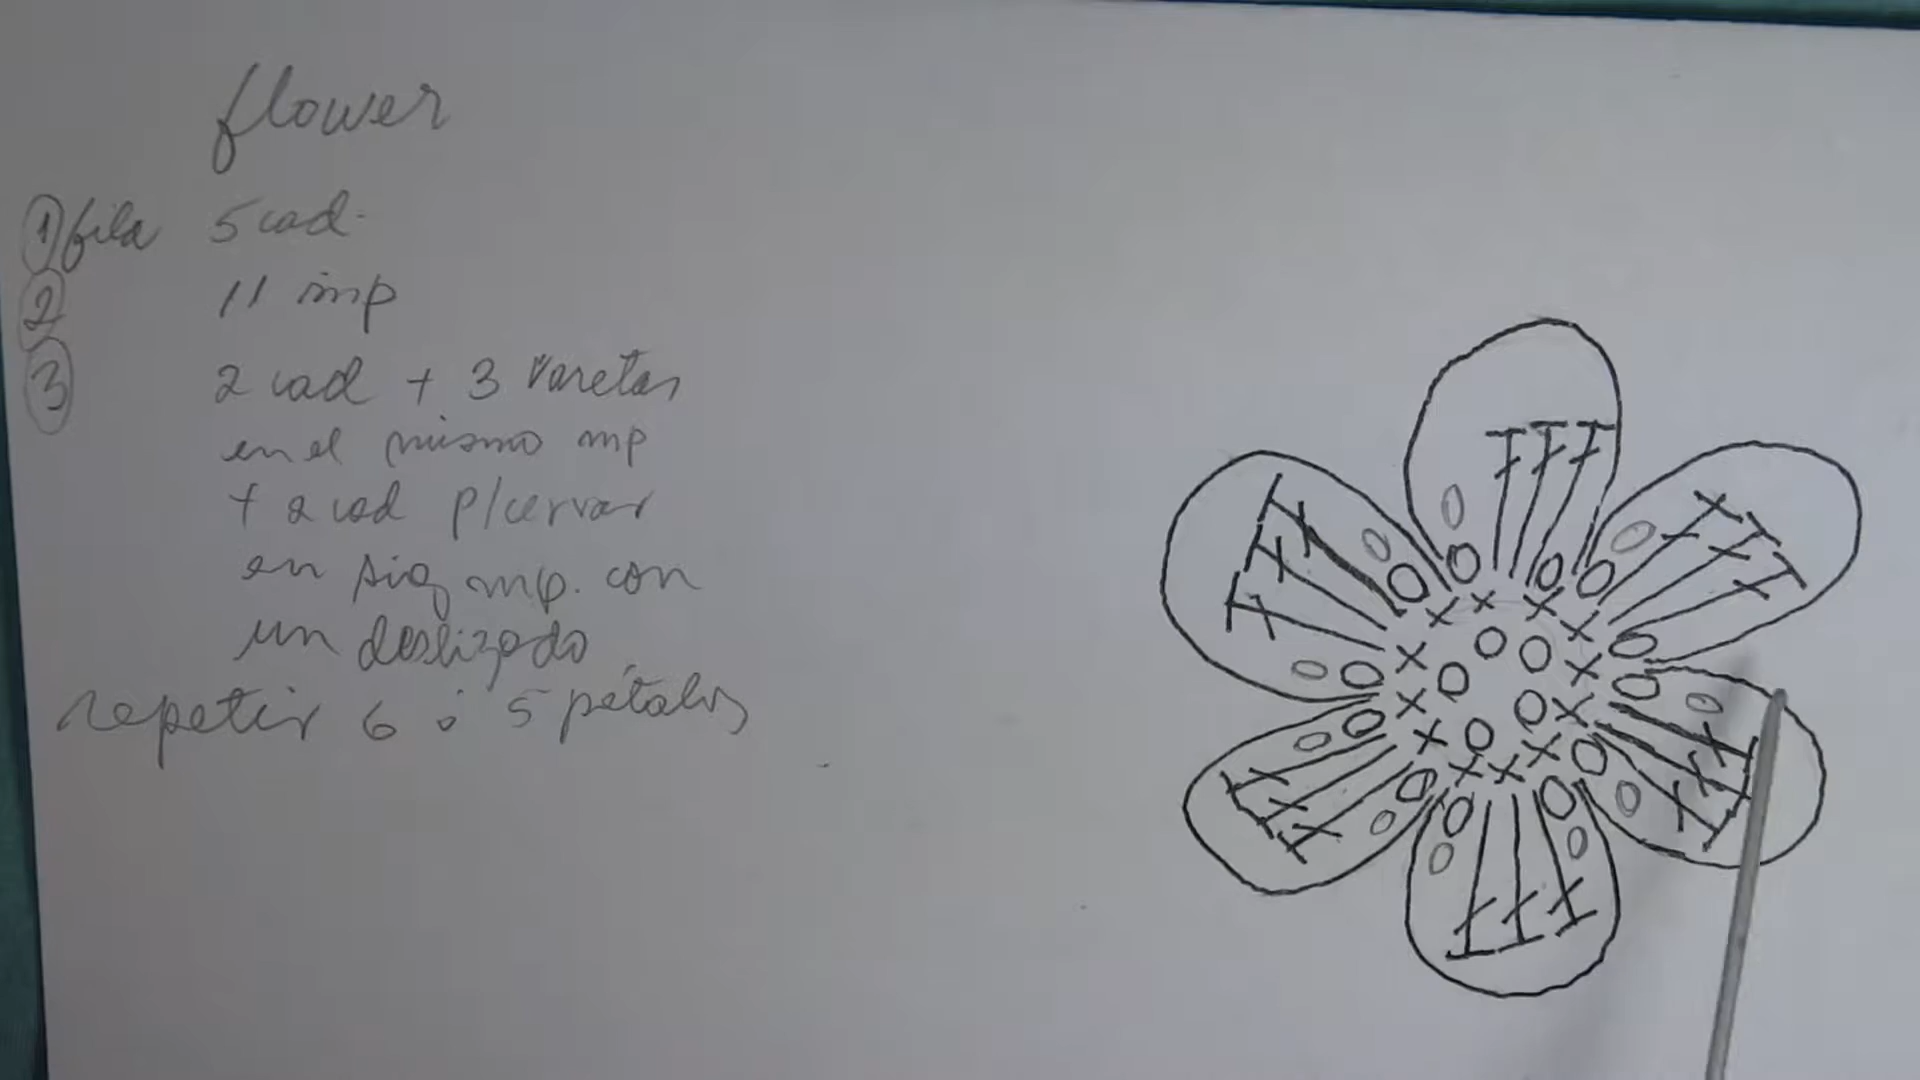 flower
1 fila 5 cad.
2 11 mp
3 2 cad + 3 varetas
en el mismo mp
+ 2 cad p/cerrar
en sig mp. con
un deslizado
repetir 6 ó 5 pétalos